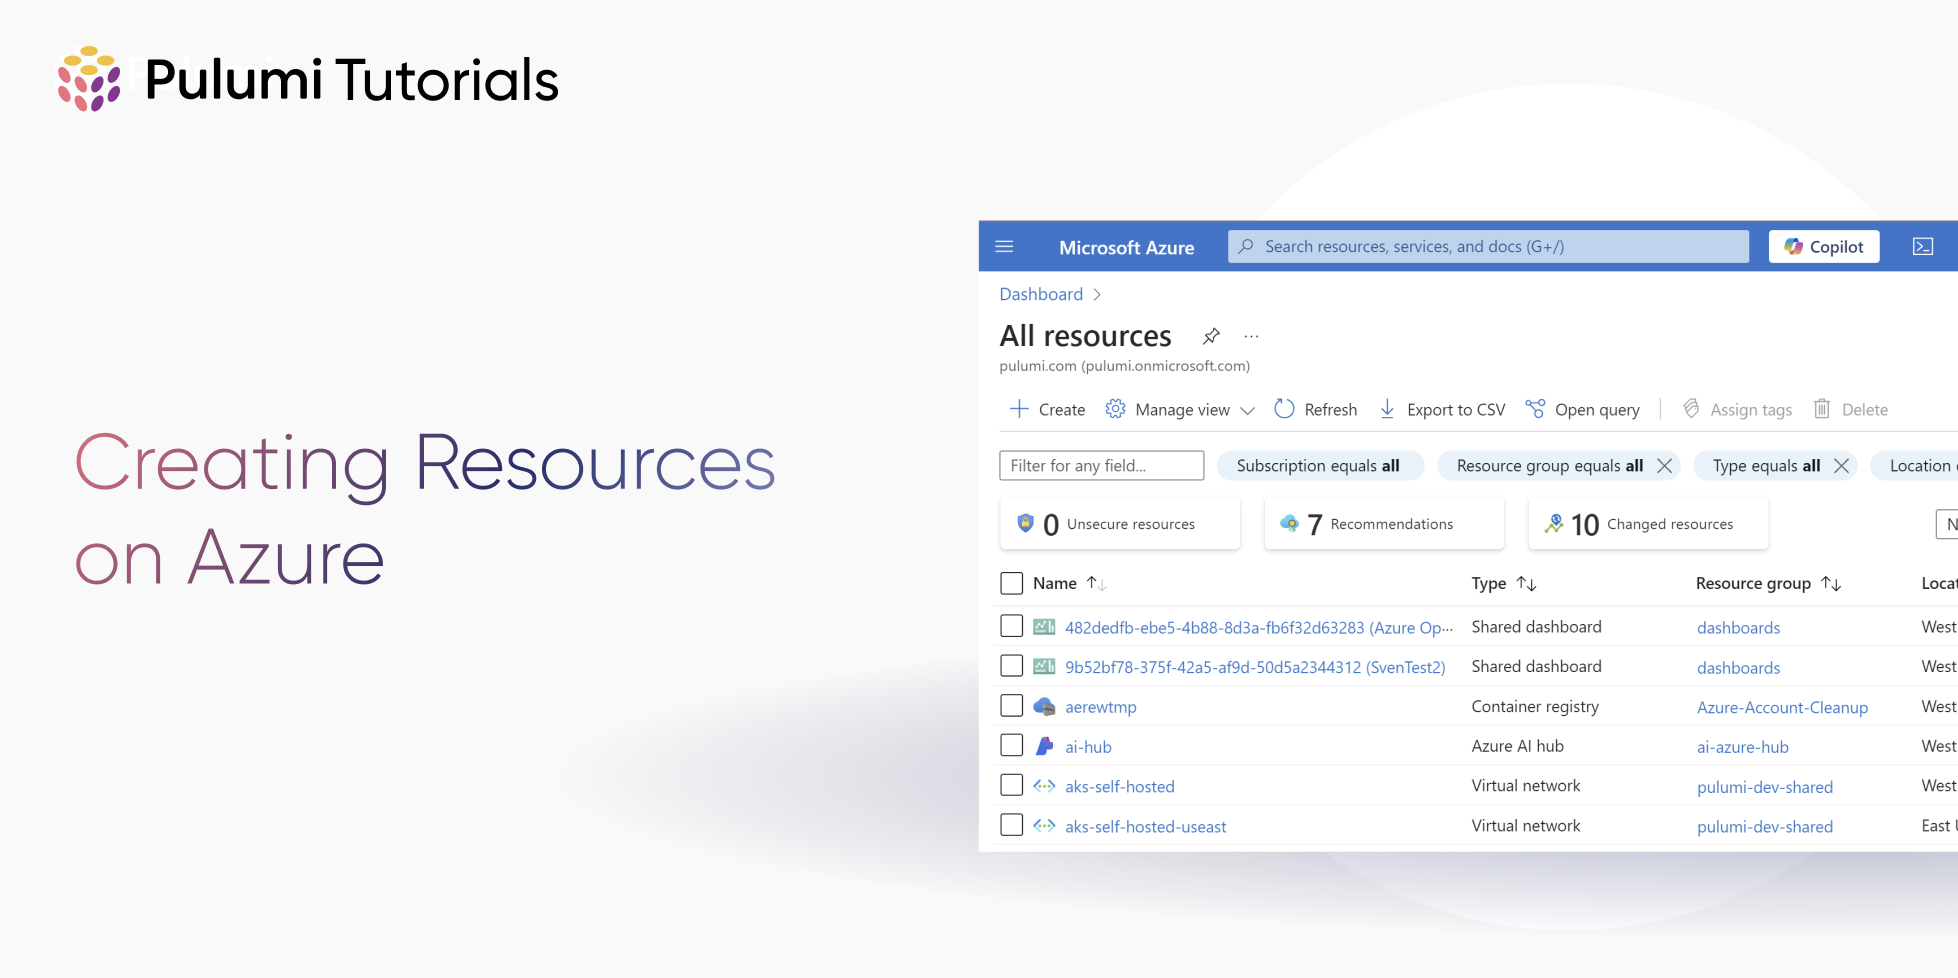 Pulumi Tutorials
Creating Resources
on Azure
Microsoft Azure
Search resources, services, and docs (G+/)
Copilot
Dashboard
All resources
...
pulumi.com (pulumi.onmicrosoft.com)
Create Manage view Refresh Export to CSV Open query Assign tags Delete
Filter for any field... Subscription equals all Resource group equals all Type equals all Location
0 Unsecure resources 7 Recommendations 10 Changed resources N
Name Type Resource group Locat
482dedfb-ebe5-4b88-8d3a-fb6f32d63283 (Azure Op... Shared dashboard dashboards West
9b52bf78-375f-42a5-af9d-50d5a2344312 (SvenTest2) Shared dashboard dashboards West
aerewtmp Container registry Azure-Account-Cleanup West
ai-hub Azure AI hub ai-azure-hub West
aks-self-hosted Virtual network pulumi-dev-shared West
aks-self-hosted-useast Virtual network pulumi-dev-shared East